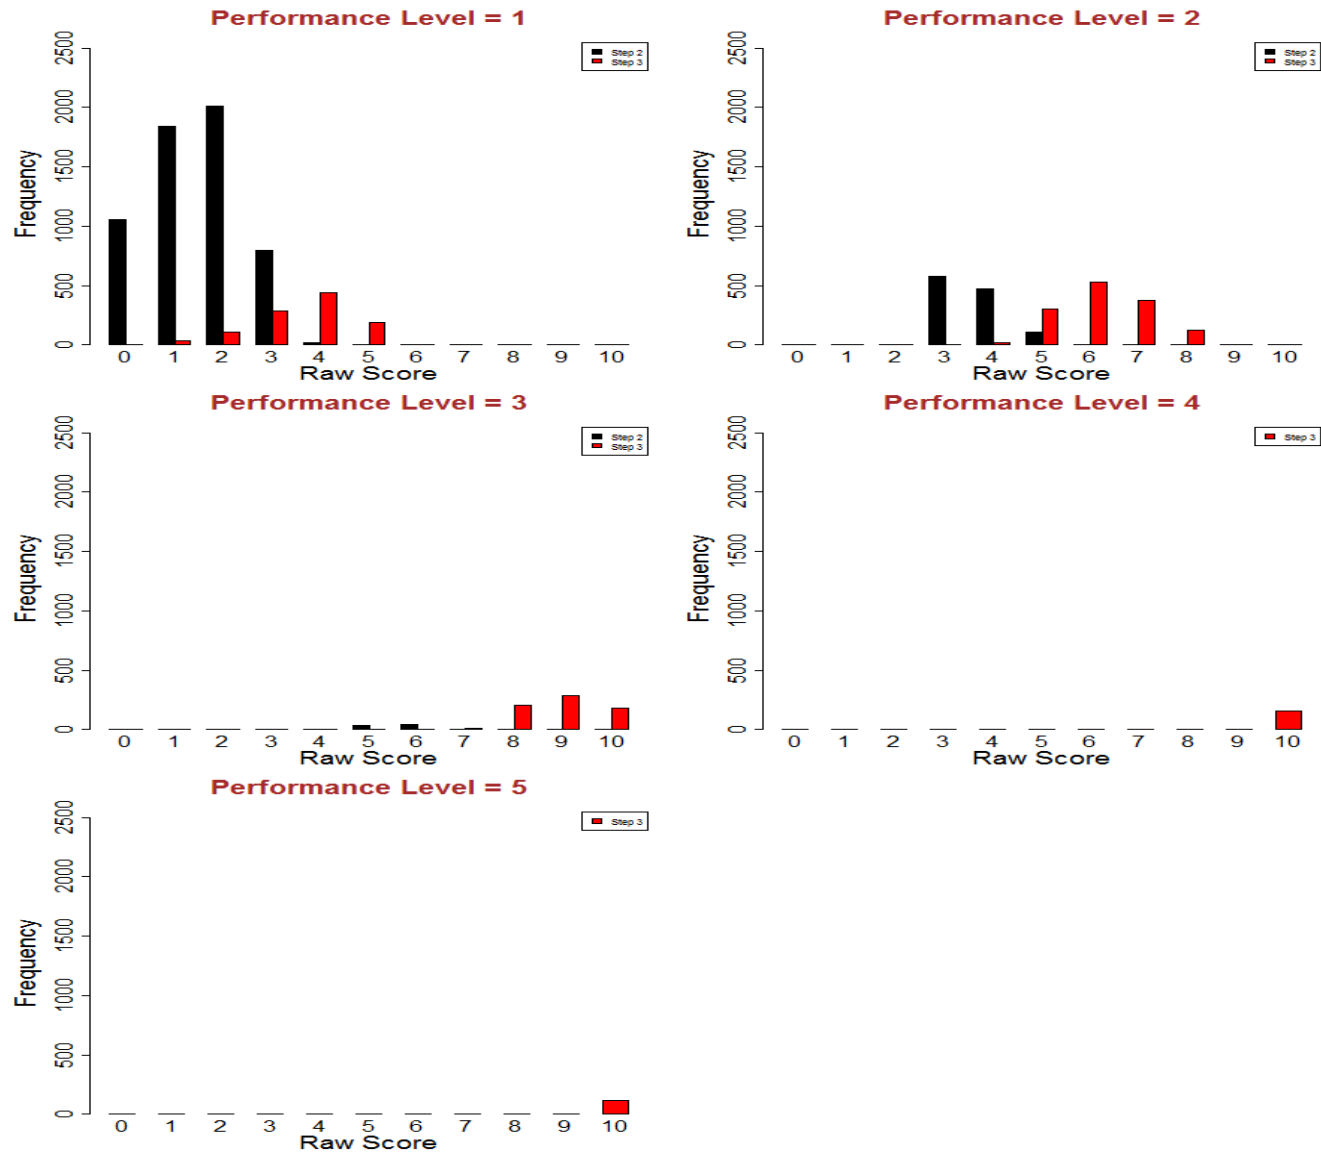 Performance Level = 1
Step 2
Step 3
Frequency
2500
2000
1500
1000
500
0
0 1 2 3 4 5 6 7 8 9 10
Raw Score
Performance Level = 2
Step 2
Step 3
Frequency
2500
2000
1500
1000
500
0
0 1 2 3 4 5 6 7 8 9 10
Raw Score
Performance Level = 3
Step 2
Step 3
Frequency
2500
2000
1500
1000
500
0
0 1 2 3 4 5 6 7 8 9 10
Raw Score
Performance Level = 4
Step 3
Frequency
2500
2000
1500
1000
500
0
0 1 2 3 4 5 6 7 8 9 10
Raw Score
Performance Level = 5
Step 3
Frequency
2500
2000
1500
1000
500
0
0 1 2 3 4 5 6 7 8 9 10
Raw Score